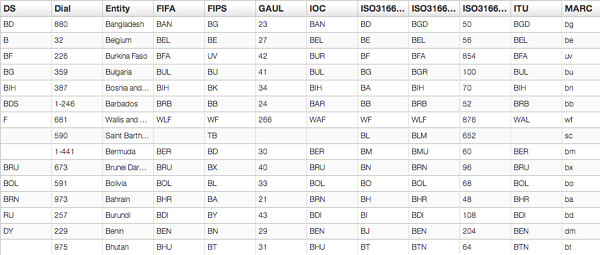 DS Dial Entity FIFA FIPS GAUL IOC ISO3166... ISO3166... ISO3166... ITU MARC
BD 880 Bangladesh BAN BG 23 BAN BD BGD 50 BGD bg
B 32 Belgium BEL BE 27 BEL BE BEL 56 BEL be
BF 226 Burkina Faso BFA UV 42 BUR BF BFA 854 BFA uv
BG 359 Bulgaria BUL BU 41 BUL BG BGR 100 BUL bu
BIH 387 Bosnia and... BIH BK 34 BIH BA BIH 70 BIH bn
BDS 1-246 Barbados BRB BB 24 BAR BB BRB 52 BRB bb
F 681 Wallis and ... WLF WF 266 WAF WF WLF 876 WAL wf
590 Saint Barth... TB BL BLM 652 sc
1-441 Bermuda BER BD 30 BER BM BMU 60 BER bm
BRU 673 Brunei Dar... BRU BX 40 BRU BN BRN 96 BRU bx
BOL 591 Bolivia BOL BL 33 BOL BO BOL 68 BOL bo
BRN 973 Bahrain BHR BA 21 BRN BH BHR 48 BHR ba
RU 257 Burundi BDI BY 43 BDI BI BDI 108 BDI bd
DY 229 Benin BEN BN 29 BEN BJ BEN 204 BEN dm
975 Bhutan BHU BT 31 BHU BT BTN 64 BTN bt